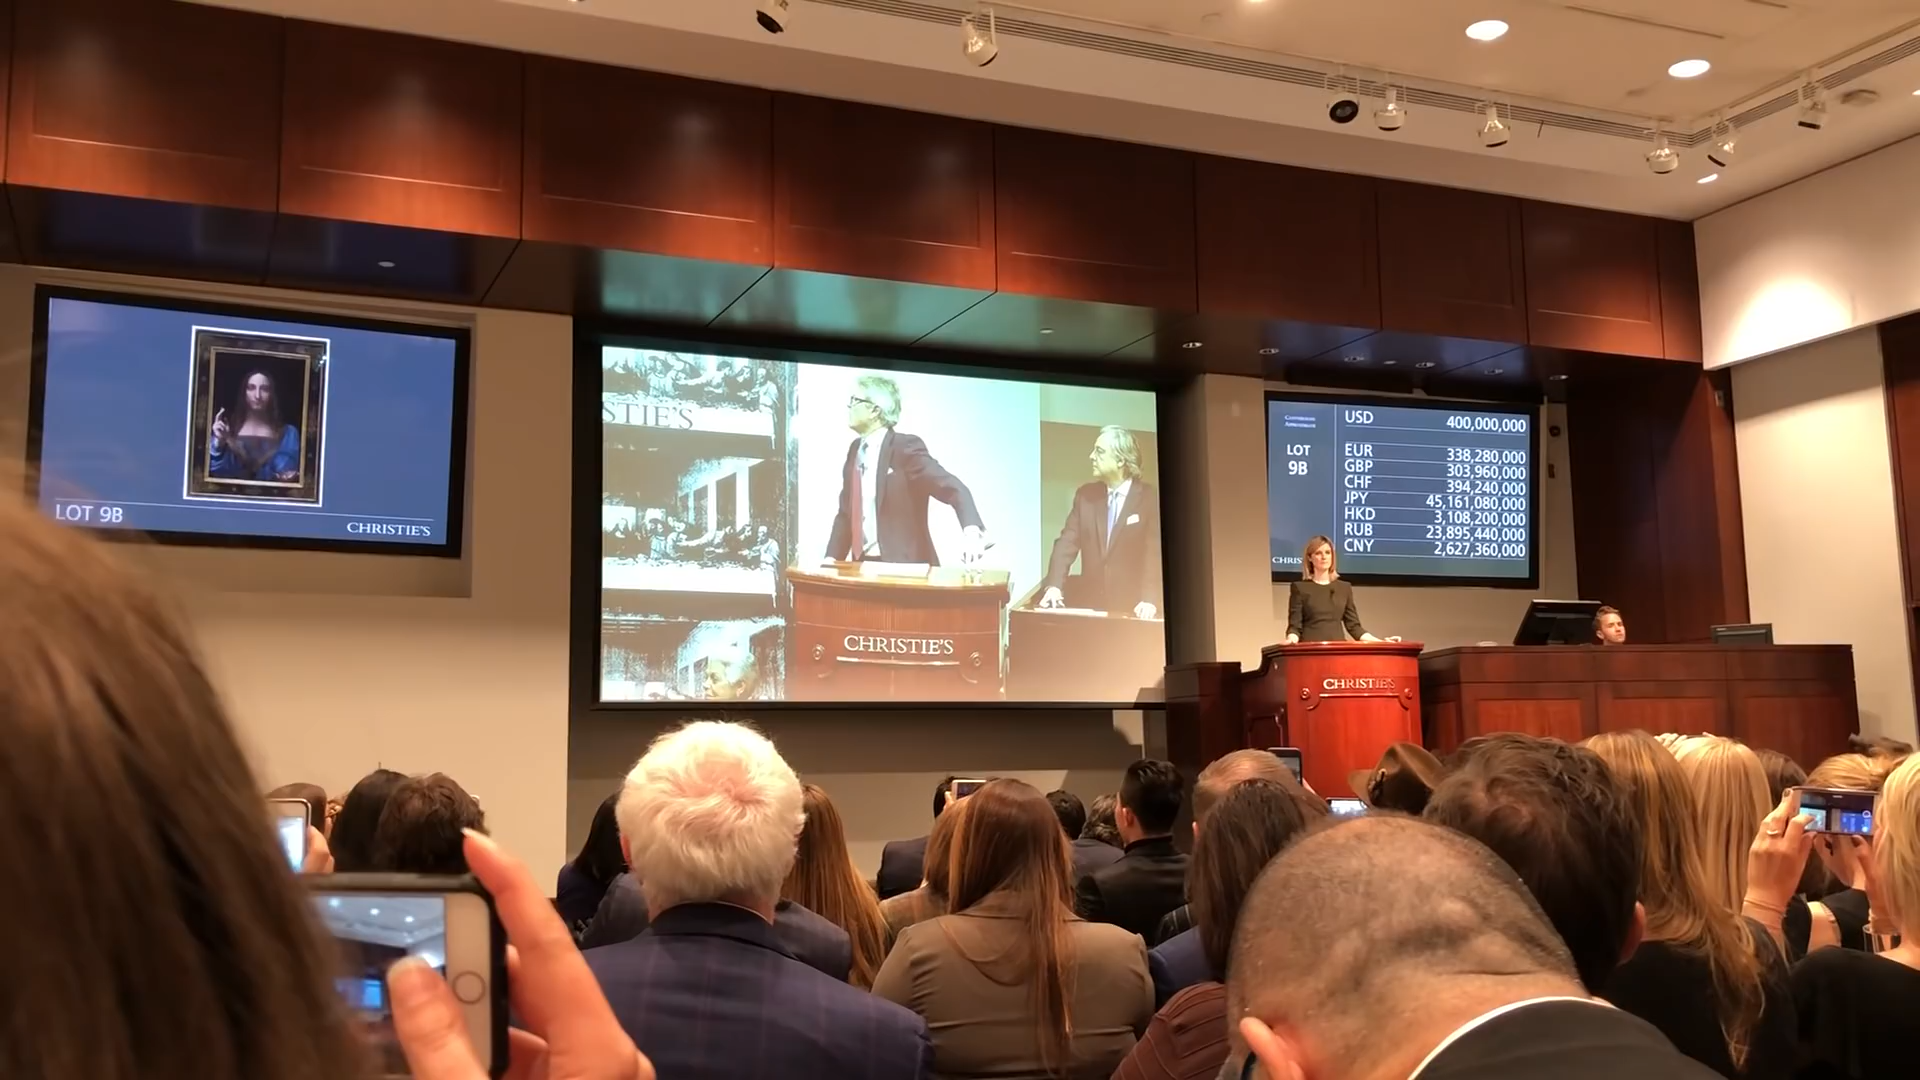 LOT 9B
CHRISTIE'S
STIE'S
CHRISTIE'S
LOT
9B
USD 400,000,000
EUR 338,280,000
GBP 303,960,000
CHF 394,240,000
JPY 45,161,080,000
HKD 3,108,200,000
RUB 23,895,440,000
CNY 2,627,360,000
CHRIS
CHRISTIE'S